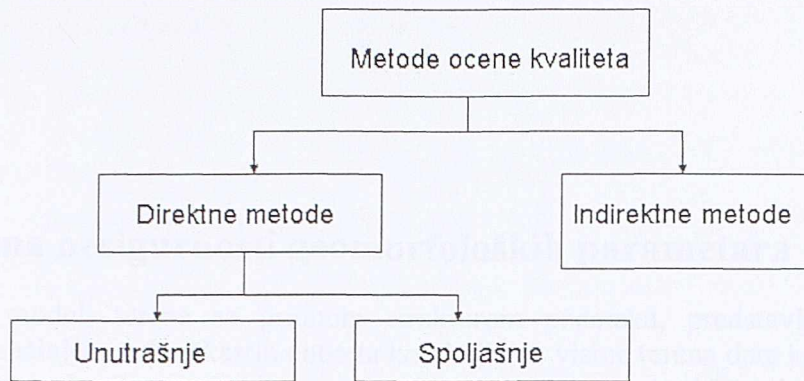 Metode ocene kvaliteta
Direktne metode
Indirektne metode
Unutrašnje
Spoljašnje